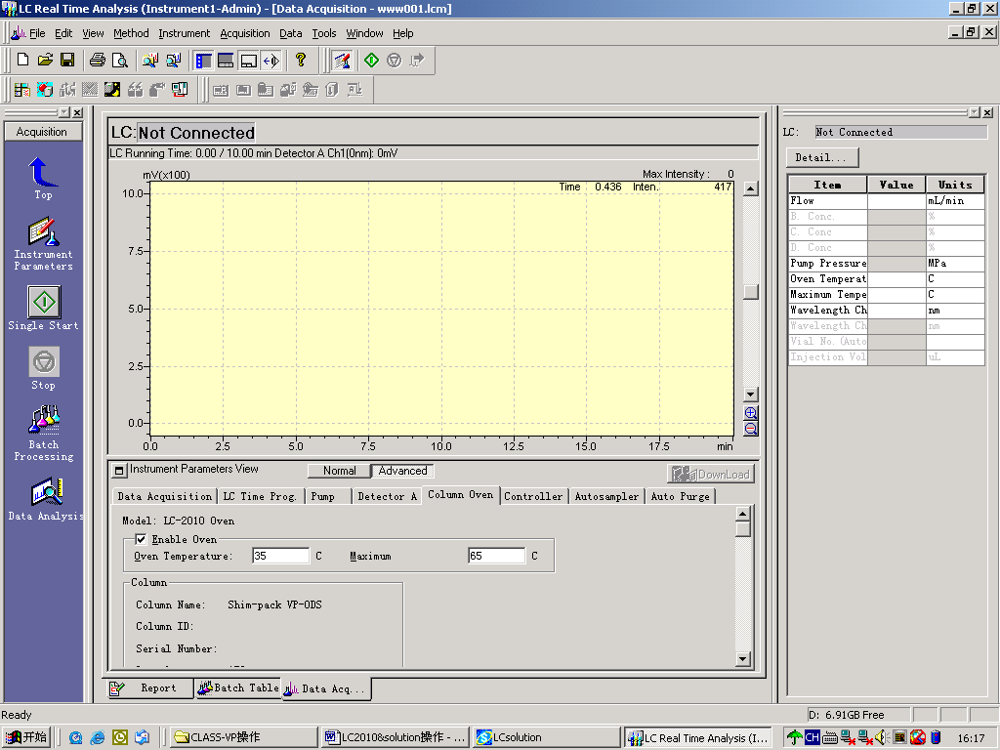 LC Real Time Analysis (Instrument1-Admin) - [Data Acquisition - www001.lcm]
File Edit View Method Instrument Acquisition Data Tools Window Help
Acquisition
Top
Instrument
Parameters
Single Start
Stop
Batch
Processing
Data Analysis
LC: Not Connected
LC Running Time: 0.00 / 10.00 min Detector A Ch1(0nm): 0mV
mV(x100)
Max Intensity : 0
Time 0.436 Inten. 417
10.0
7.5
5.0
2.5
0.0
0.0 2.5 5.0 7.5 10.0 12.5 15.0 17.5 min
Instrument Parameters View Normal Advanced DownLoad
Data Acquisition LC Time Prog. Pump Detector A Column Oven Controller Autosampler Auto Purge
Model: LC-2010 Oven
Enable Oven
Oven Temperature: 35 C Maximum 65 C
Column
Column Name: Shim-pack VP-ODS
Column ID:
Serial Number:
Report Batch Table Data Acq...
LC: Not Connected
Detail...
Item Value Units
Flow mL/min
B. Conc. %
C. Conc %
D. Conc %
Pump Pressure MPa
Oven Temperat C
Maximum Tempe C
Wavelength Ch nm
Wavelength Ch nm
Vial No. (Auto
Injection Vol uL
Ready
D: 6.91GB Free
开始 CLASS-VP操作 LC2010&solution操作 - ... LCsolution LC Real Time Analysis (I... CH 16:17